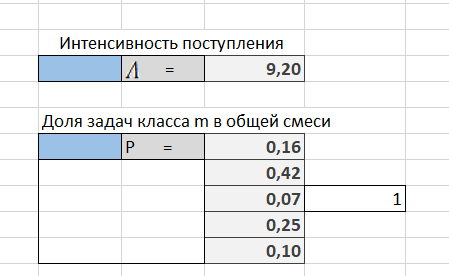 Интенсивность поступления
Λ = 9,20
Доля задач класса m в общей смеси
P = 0,16
0,42
0,07 1
0,25
0,10